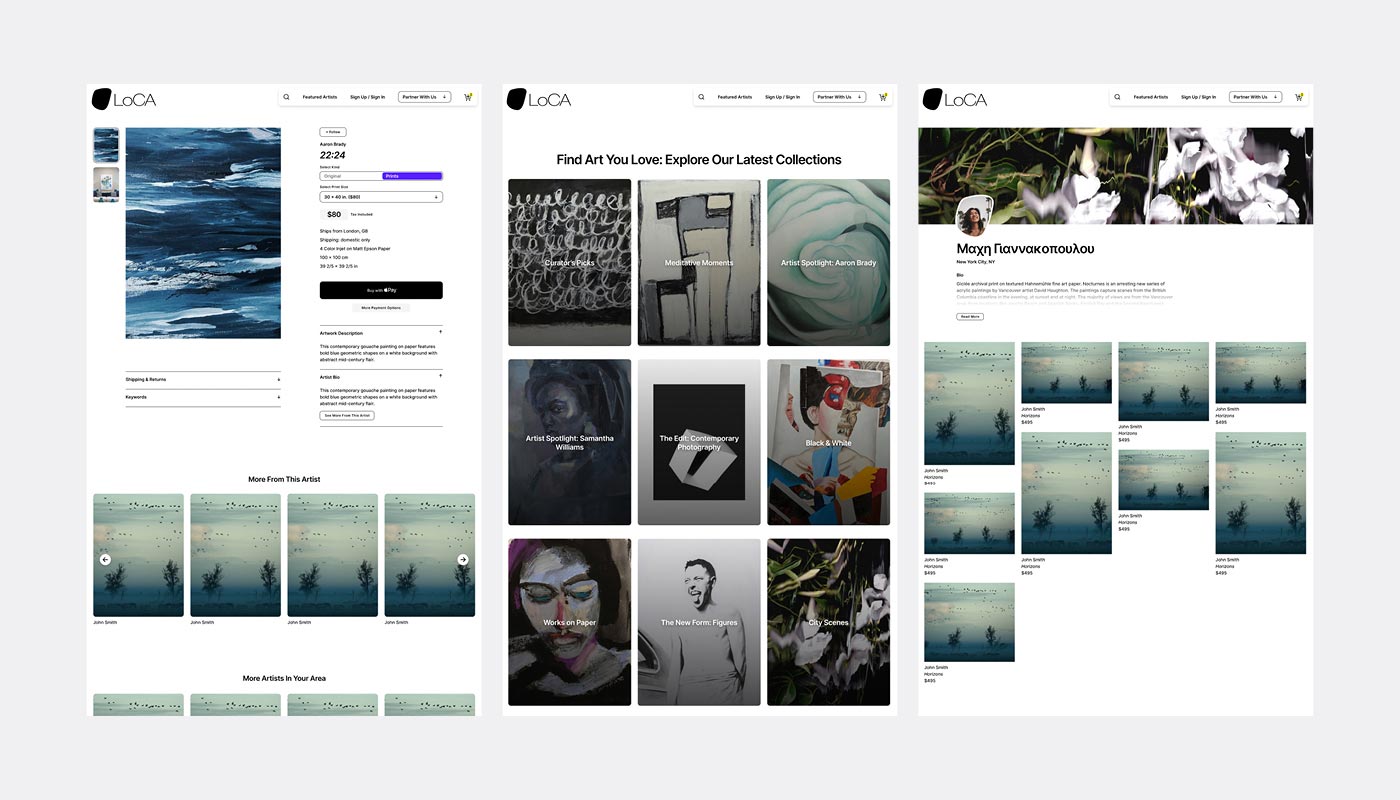 LoCA
Featured Artists
Sign Up / Sign In
Partner With Us
+ Follow
Aaron Brady
22:24
Select Kind
Original
Prints
Select Print Size
30 × 40 in. ($80)
$80
Tax Included
Ships from London, GB
Shipping: domestic only
4 Color Inkjet on Matt Epson Paper
100 × 100 cm
39 2/5 × 39 2/5 in
Buy with Pay
More Payment Options
Artwork Description
This contemporary gouache painting on paper features
bold blue geometric shapes on a white background with
abstract mid-century flair.
Artist Bio
This contemporary gouache painting on paper features
bold blue geometric shapes on a white background with
abstract mid-century flair.
See More From This Artist
Shipping & Returns
Keywords
More From This Artist
John Smith
John Smith
John Smith
John Smith
More Artists In Your Area
LoCA
Featured Artists
Sign Up / Sign In
Partner With Us
Find Art You Love: Explore Our Latest Collections
Curator's Picks
Meditative Moments
Artist Spotlight: Aaron Brady
Artist Spotlight: Samantha
Williams
The Edit: Contemporary
Photography
Black & White
Works on Paper
The New Form: Figures
City Scenes
LoCA
Featured Artists
Sign Up / Sign In
Partner With Us
Μαχη Γιαννακοπουλου
New York City, NY
Bio
Giclée archival print on textured Hahnemühle fine art paper. Nocturnes is an arresting new series of
acrylic paintings by Vancouver artist David Haughton. The paintings capture scenes from the British
Columbia coastline in the evening, at sunset and at night. The majority of views are from the Vancouver
Read More
John Smith
Horizons
$495
John Smith
Horizons
$495
John Smith
Horizons
$495
John Smith
Horizons
$495
John Smith
Horizons
$495
John Smith
Horizons
$495
John Smith
Horizons
$495
John Smith
Horizons
$495
John Smith
Horizons
$495